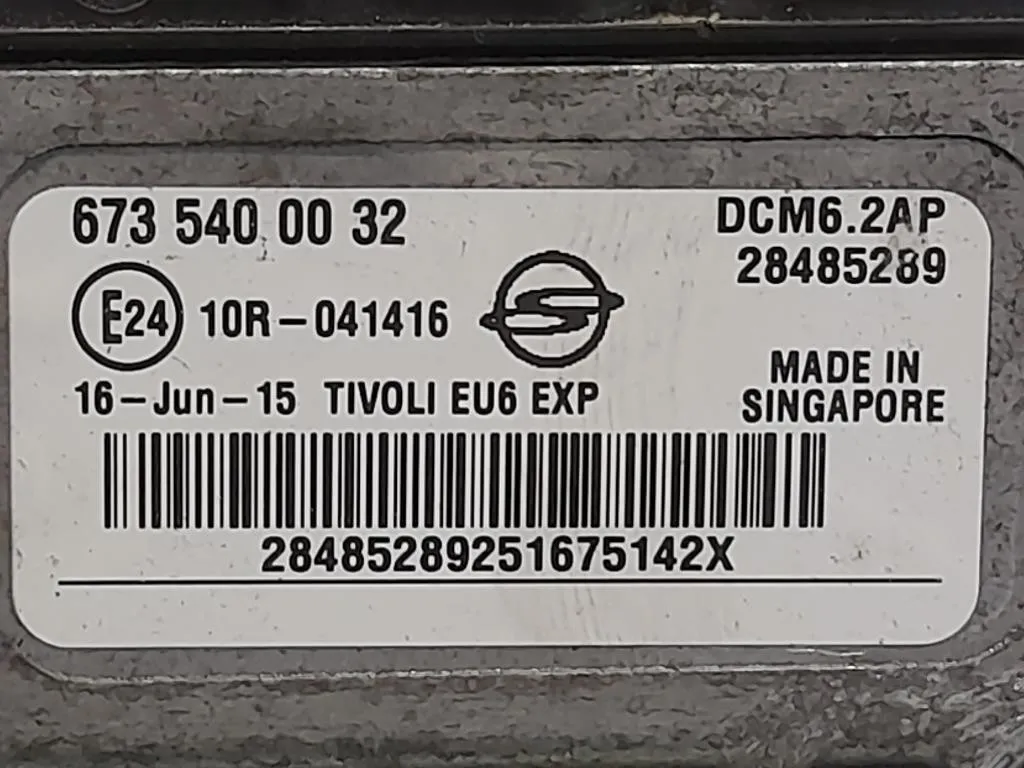 673 540 00 32
DCM6.2AP
28485289
E24 10R-041416
MADE IN
SINGAPORE
16-Jun-15 TIVOLI EU6 EXP
28485289251675142X